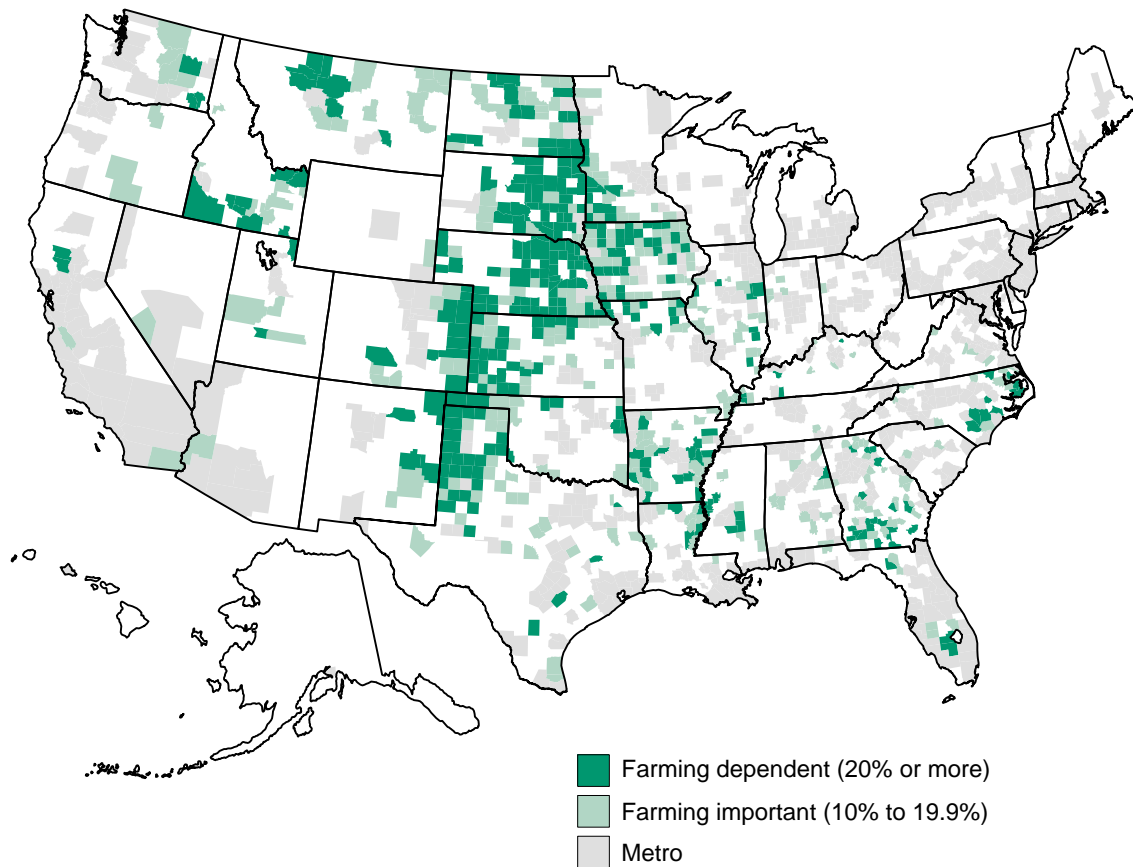 Farming dependent (20% or more)
Farming important (10% to 19.9%)
Metro